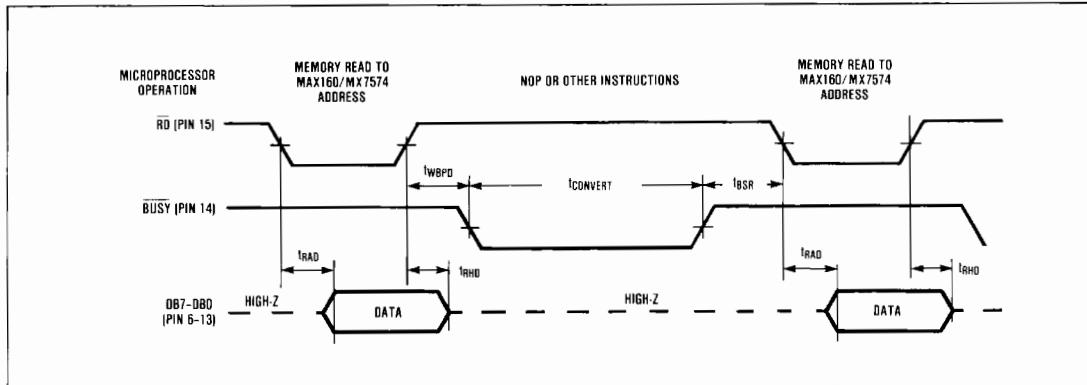 MICROPROCESSOR
OPERATION
MEMORY READ TO
MAX160/MX7574
ADDRESS
NOP OR OTHER INSTRUCTIONS
MEMORY READ TO
MAX160/MX7574
ADDRESS
RD (PIN 15)
tWBPD
tCONVERT
tBSR
BUSY (PIN 14)
tRAD
tRHD
tRAD
tRHD
DB7-DB0
(PIN 6-13)
HIGH-Z
DATA
HIGH-Z
DATA